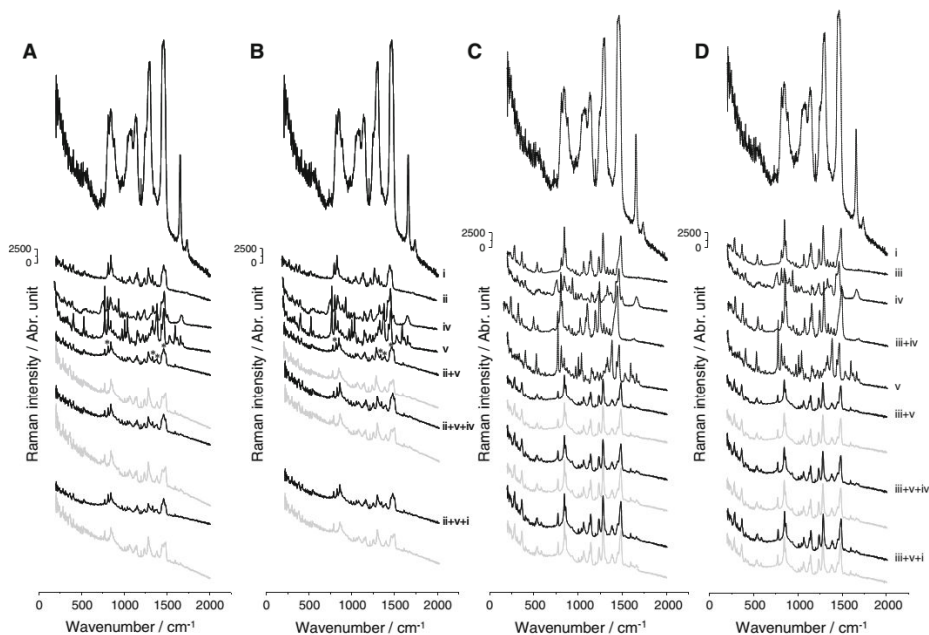 A
B
C
D
Raman intensity / Abr. unit
Raman intensity / Abr. unit
Raman intensity / Abr. unit
Raman intensity / Abr. unit
2500
0
2500
0
2500
0
2500
0
i
ii
iv
v
ii+v
ii+v+iv
ii+v+i
i
iii
iv
iii+iv
v
iii+v
iii+v+iv
iii+v+i
*
*
*
*
*
*
0 500 1000 1500 2000
0 500 1000 1500 2000
0 500 1000 1500 2000
0 500 1000 1500 2000
Wavenumber / cm-1
Wavenumber / cm-1
Wavenumber / cm-1
Wavenumber / cm-1